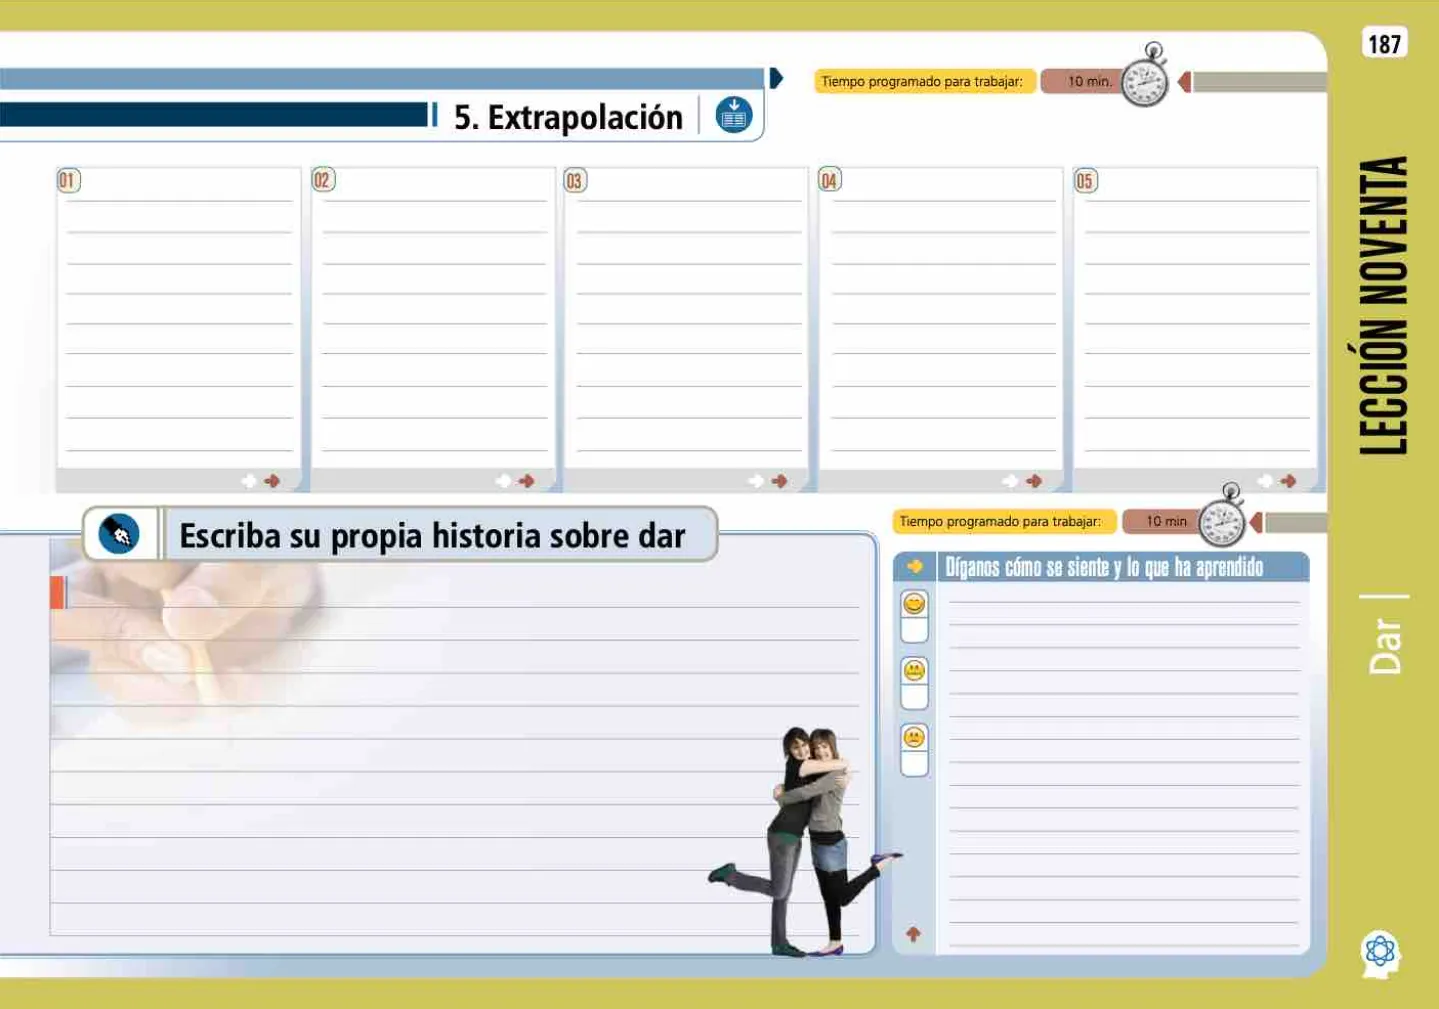 187
Tiempo programado para trabajar:
10 min.
5. Extrapolación
01
02
03
04
05
LECCIÓN NOVENTA
Dar
Escriba su propia historia sobre dar
Tiempo programado para trabajar:
10 min
Díganos cómo se siente y lo que ha aprendido